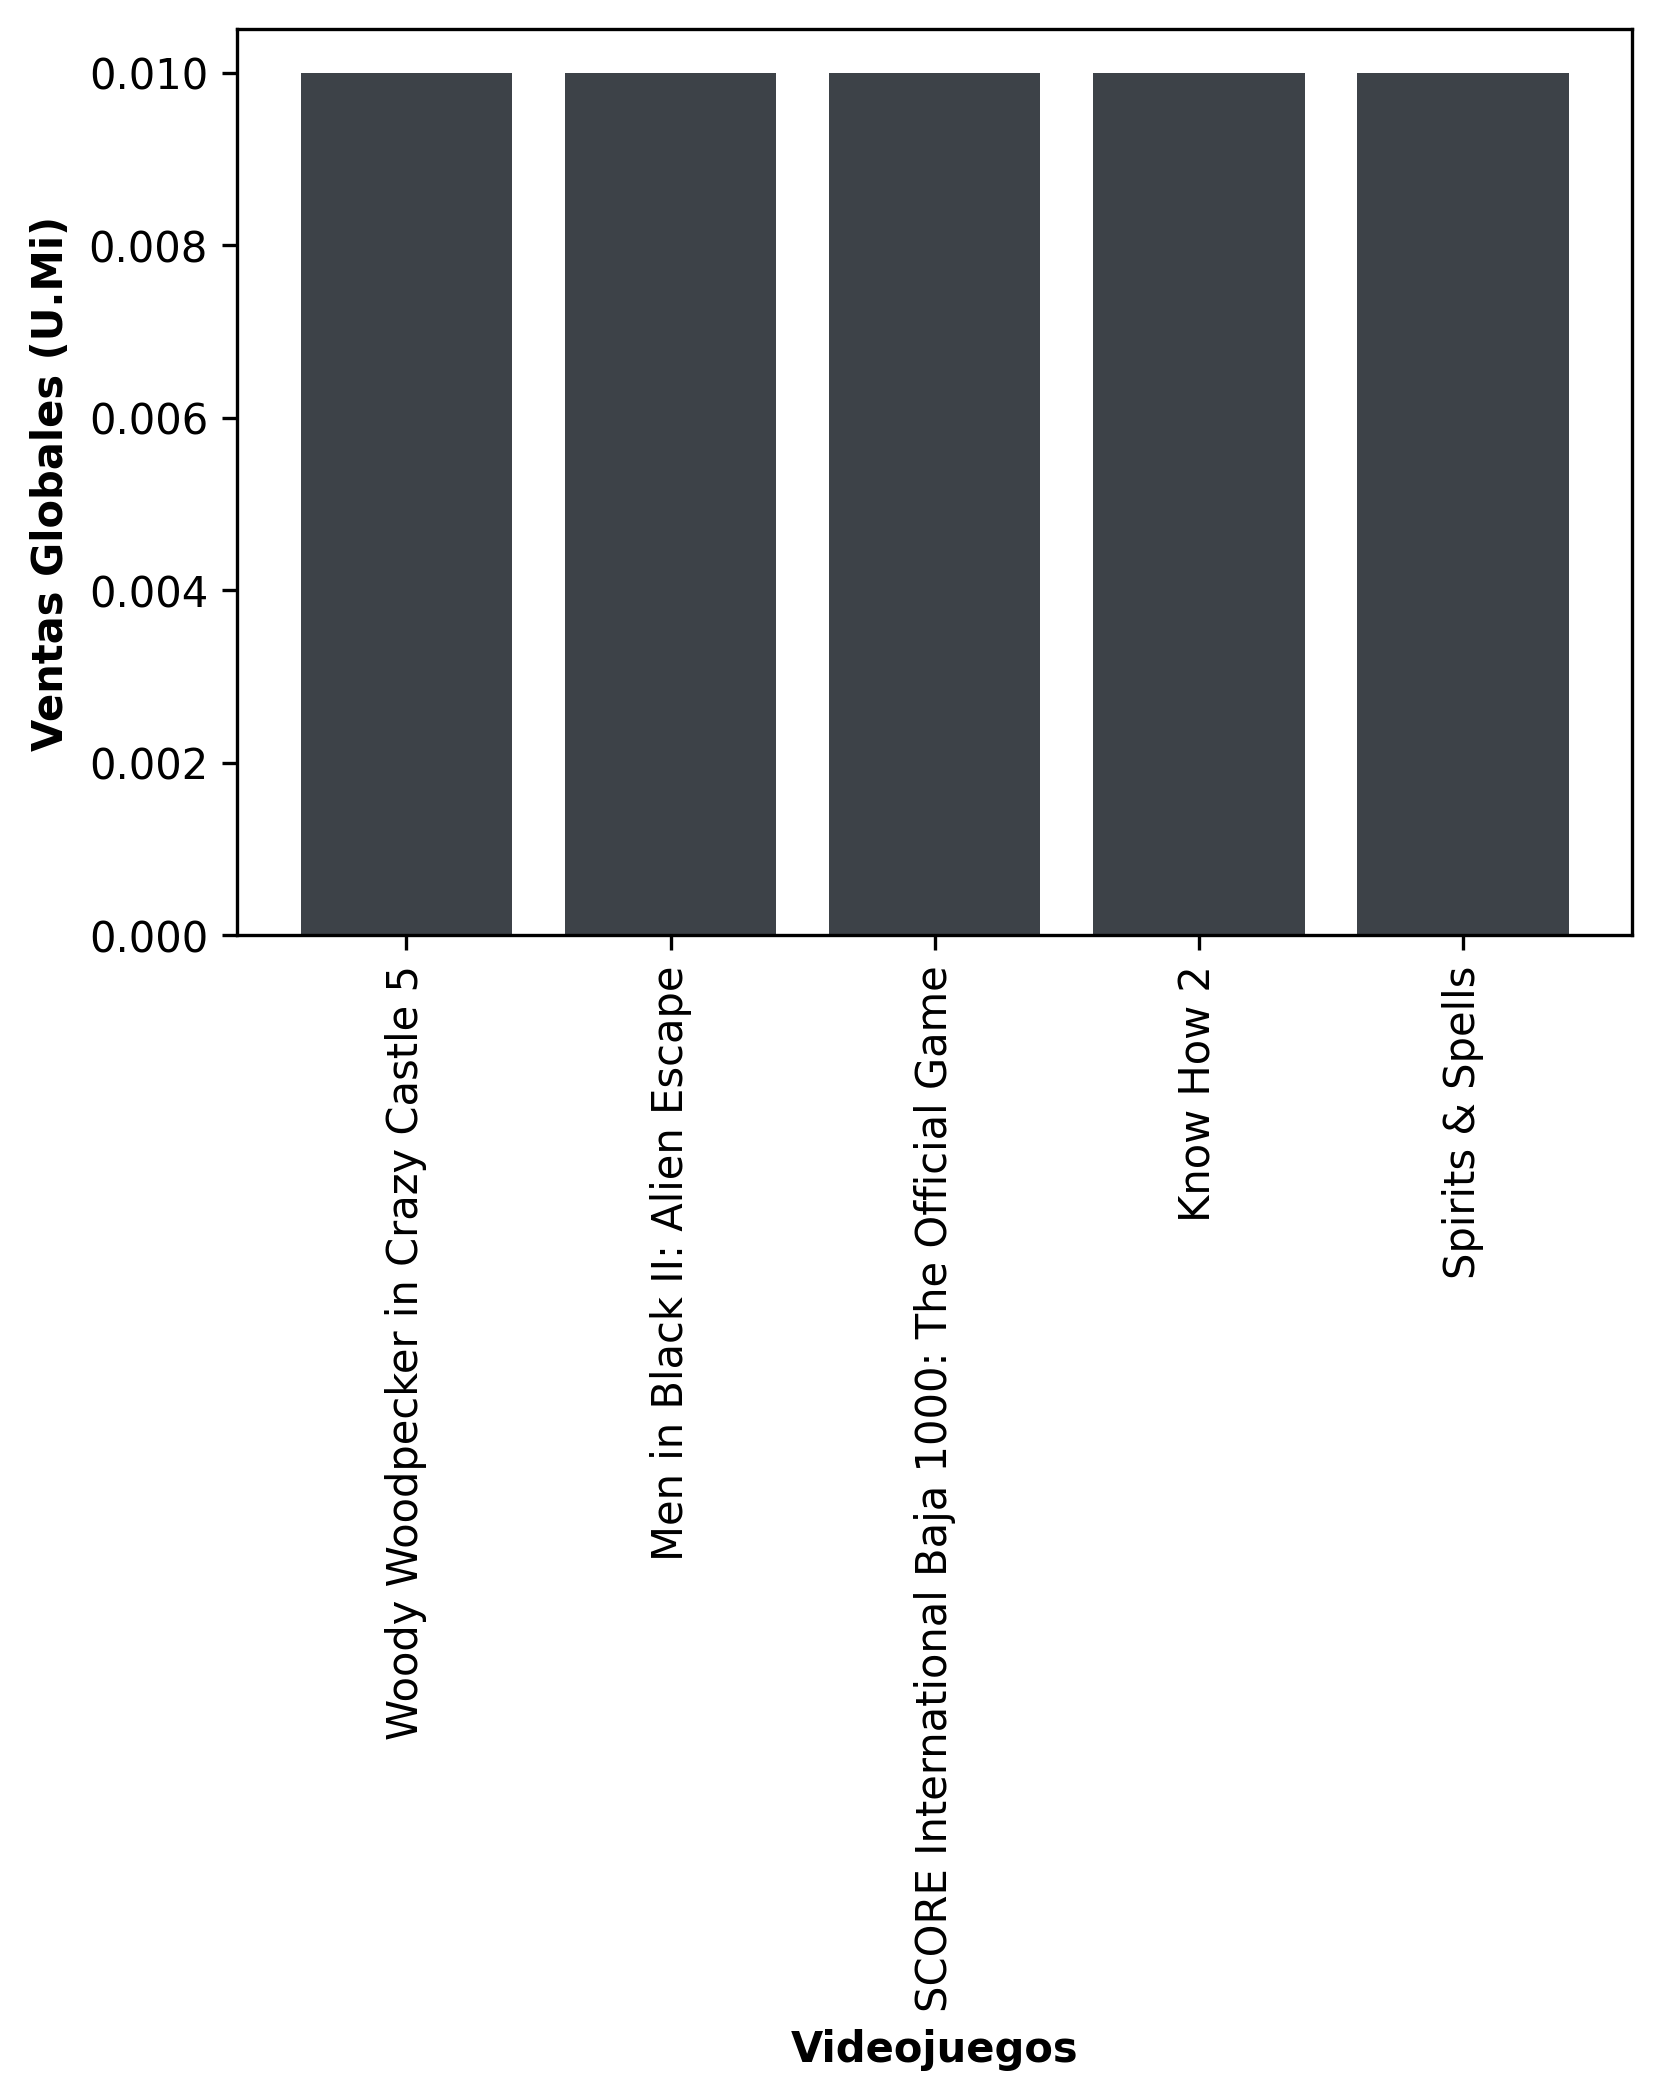 Ventas Globales (U.Mi)
0.010
0.008
0.006
0.004
0.002
0.000
Woody Woodpecker in Crazy Castle 5
Men in Black II: Alien Escape
SCORE International Baja 1000: The Official Game
Know How 2
Spirits & Spells
Videojuegos